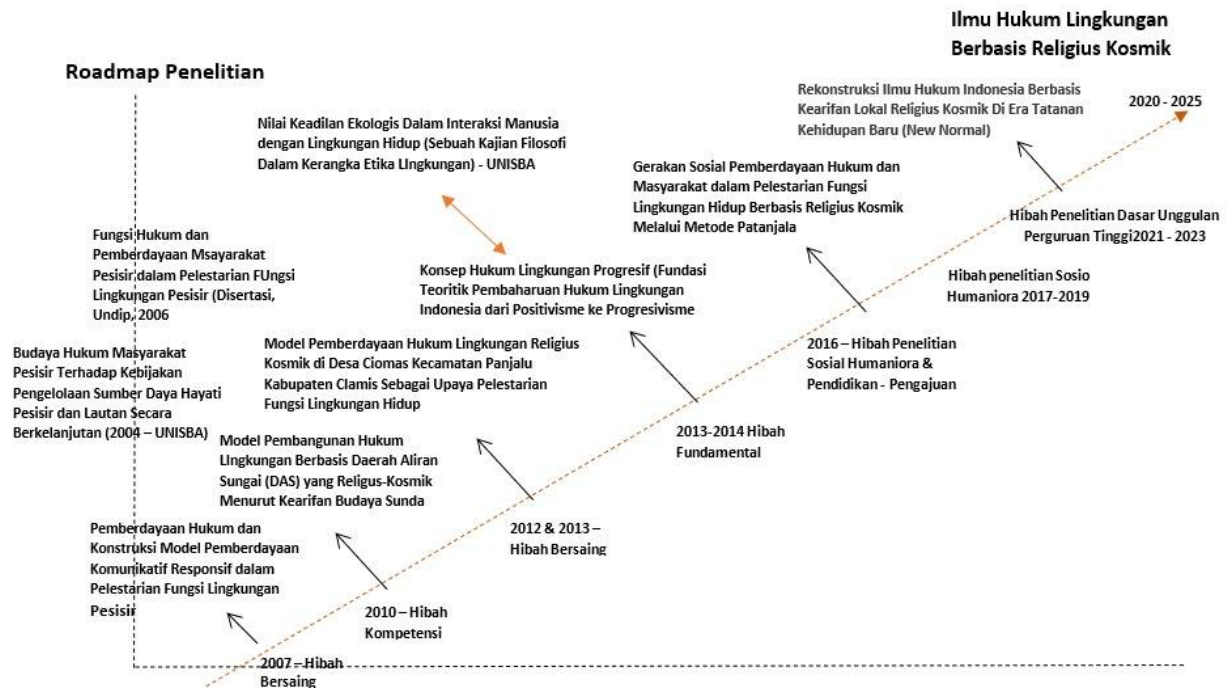 Ilmu Hukum Lingkungan
Berbasis Religius Kosmik
Roadmap Penelitian
Rekonstruksi Ilmu Hukum Indonesia Berbasis
Kearifan Lokal Religius Kosmik Di Era Tatanan
Kehidupan Baru (New Normal)
2020 - 2025
Nilai Keadilan Ekologis Dalam Interaksi Manusia
dengan Lingkungan Hidup (Sebuah Kajian Filosofi
Dalam Kerangka Etika LIngkungan) - UNISBA
Gerakan Sosial Pemberdayaan Hukum dan
Masyarakat dalam Pelestarian Fungsi
Lingkungan Hidup Berbasis Religius Kosmik
Melalui Metode Patanjala
Hibah Penelitian Dasar Unggulan
Perguruan Tinggi2021 - 2023
Fungsi Hukum dan
Pemberdayaan Msayarakat
Pesisir dalam Pelestarian FUngsi
Lingkungan Pesisir (Disertasi,
Undip, 2006
Konsep Hukum Lingkungan Progresif (Fundasi
Teoritik Pembaharuan Hukum Lingkungan
Indonesia dari Positivisme ke Progresivisme
Hibah penelitian Sosio
Humaniora 2017-2019
Budaya Hukum Masyarakat
Pesisir Terhadap Kebijakan
Pengelolaan Sumber Daya Hayati
Pesisir dan Lautan Secara
Berkelanjutan (2004 – UNISBA)
Model Pemberdayaan Hukum Lingkungan Religius
Kosmik di Desa Ciomas Kecamatan Panjalu
Kabupaten Clamis Sebagai Upaya Pelestarian
Fungsi Lingkungan Hidup
2016 – Hibah Penelitian
Sosial Humaniora &
Pendidikan - Pengajuan
2013-2014 Hibah
Fundamental
Model Pembangunan Hukum
LIngkungan Berbasis Daerah Aliran
Sungai (DAS) yang Religus-Kosmik
Menurut Kearifan Budaya Sunda
2012 & 2013 –
Hibah Bersaing
Pemberdayaan Hukum dan
Konstruksi Model Pemberdayaan
Komunikatif Responsif dalam
Pelestarian Fungsi Lingkungan
Pesisir
2010 – Hibah
Kompetensi
2007 – Hibah
Bersaing